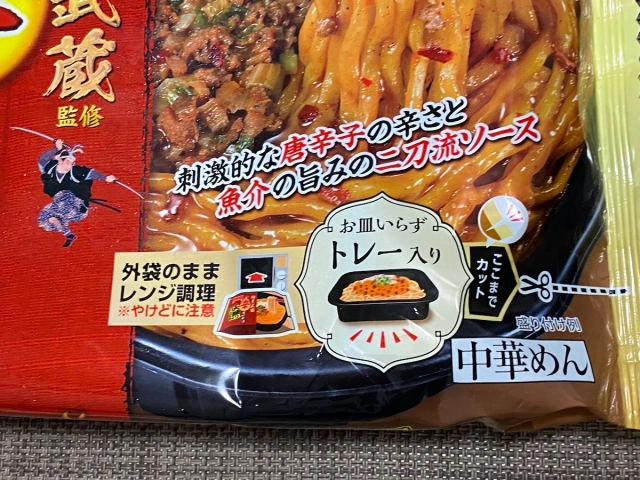 武蔵
監修
刺激的な唐辛子の辛さと
魚介の旨みの二刀流ソース
お皿いらず
トレー入り
外袋のまま
レンジ調理
※やけどに注意
ここまで
カット
盛り付け例
中華めん